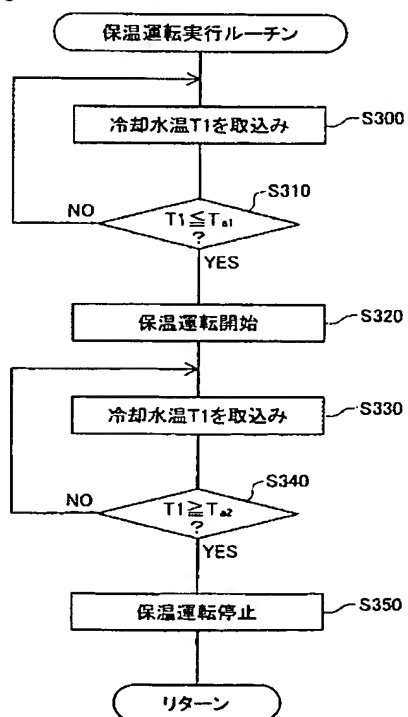 保温運転実行ルーチン
冷却水温T1を取込み
S300
S310
T1≦Ta1
?
NO
YES
保温運転開始
S320
冷却水温T1を取込み
S330
S340
T1≧Ta2
?
NO
YES
保温運転停止
S350
リターン